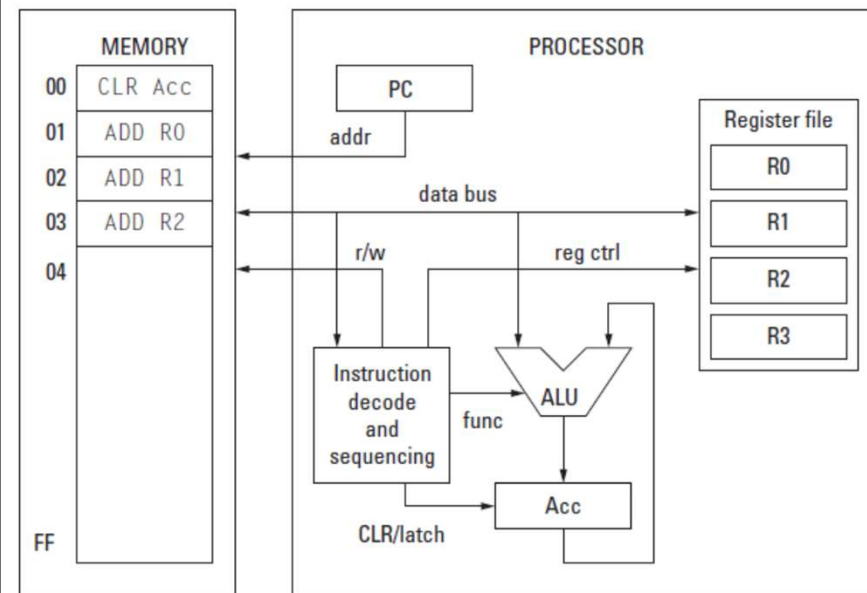 MEMORY
PROCESSOR
00 CLR Acc
01 ADD R0
02 ADD R1
03 ADD R2
04
FF
PC
addr
data bus
r/w
reg ctrl
Register file
R0
R1
R2
R3
Instruction
decode
and
sequencing
func
ALU
CLR/latch
Acc